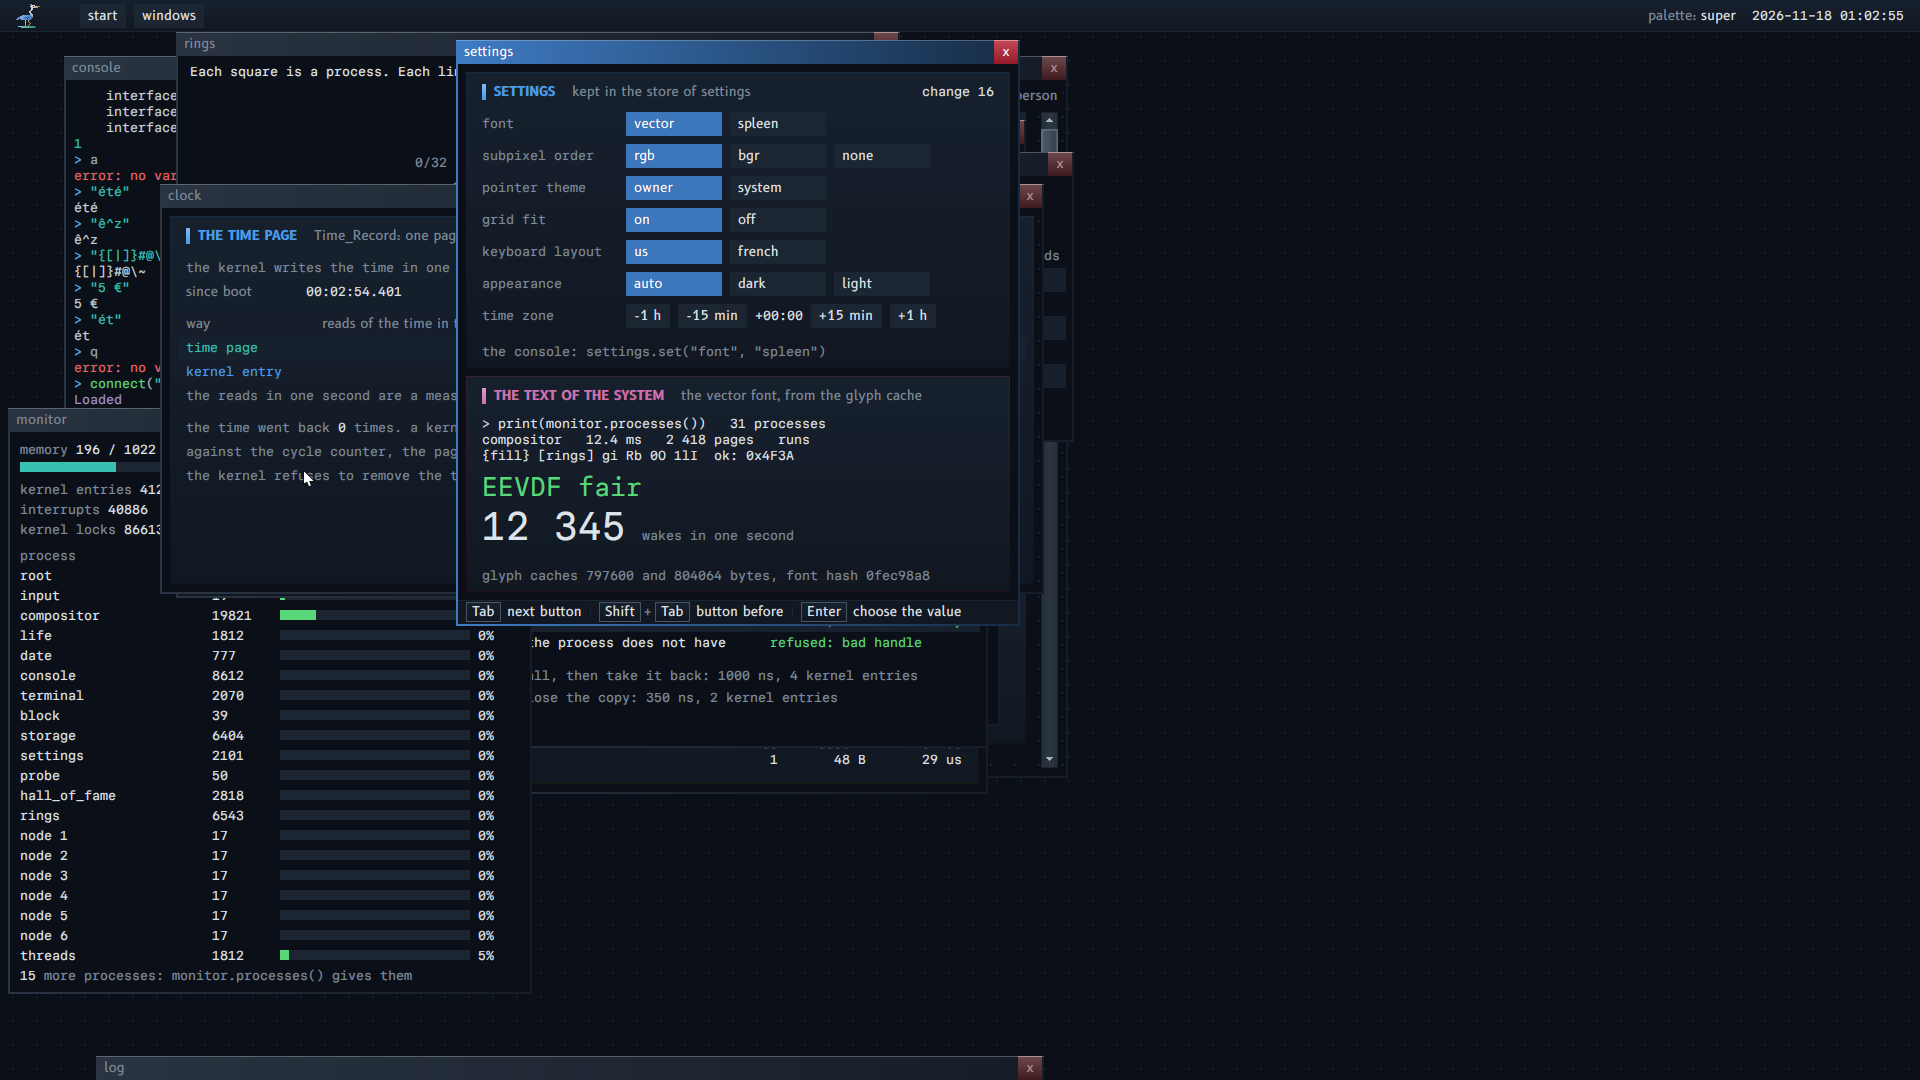 start windows palette: super 2026-11-18 01:02:55
rings
Each square is a process. Each
0/32
console
interface
interface
interface
1
> a
error: no
> "été"
été
> "ê^z"
ê^z
> "{[|]}#@\
{[|]}#@\~
> "5 €"
5 €
> "ét"
ét
> q
error: no
> connect("
Loaded
clock
THE TIME PAGE Time_Record: one
the kernel writes the time in one
since boot 00:02:54.401
way reads of the time in
time page
kernel entry
the reads in one second are a
the time went back 0 times. a
against the cycle counter, the
the kernel refuses to remove the
settings x
SETTINGS kept in the store of settings change 16
font vector spleen
subpixel order rgb bgr none
pointer theme owner system
grid fit on off
keyboard layout us french
appearance auto dark light
time zone -1 h -15 min +00:00 +15 min +1 h
the console: settings.set("font", "spleen")
THE TEXT OF THE SYSTEM the vector font, from the glyph cache
> print(monitor.processes()) 31 processes
compositor 12.4 ms 2 418 pages runs
{fill} [rings] gi Rb 0O 1lI ok: 0x4F3A
EEVDF fair
12 345 wakes in one second
glyph caches 797600 and 804064 bytes, font hash 0fec98a8
Tab next button Shift + Tab button before Enter choose the value
x
person
x
x
ds
the process does not have refused: bad handle
all, then take it back: 1000 ns, 4 kernel entries
lose the copy: 350 ns, 2 kernel entries
1 48 B 29 us
monitor
memory 196 / 1022
kernel entries 412
interrupts 40886
kernel locks 86613
process
root
input
compositor 19821
life 1812 0%
date 777 0%
console 8612 0%
terminal 2070 0%
block 39 0%
storage 6404 0%
settings 2101 0%
probe 50 0%
hall_of_fame 2818 0%
rings 6543 0%
node 1 17 0%
node 2 17 0%
node 3 17 0%
node 4 17 0%
node 5 17 0%
node 6 17 0%
threads 1812 5%
15 more processes: monitor.processes() gives them
log x